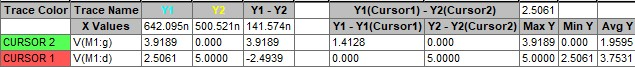 Trace Color Trace Name Y1 Y2 Y1 - Y2 Y1(Cursor1) - Y2(Cursor2) 2.5061
X Values 642.095n 500.521n 141.574n Y1 - Y1(Cursor1) Y2 - Y2(Cursor2) Max Y Min Y Avg Y
CURSOR 2 V(M1:g) 3.9189 0.000 3.9189 1.4128 0.000 3.9189 0.000 1.9595
CURSOR 1 V(M1:d) 2.5061 5.0000 -2.4939 0.000 5.0000 5.0000 2.5061 3.7531